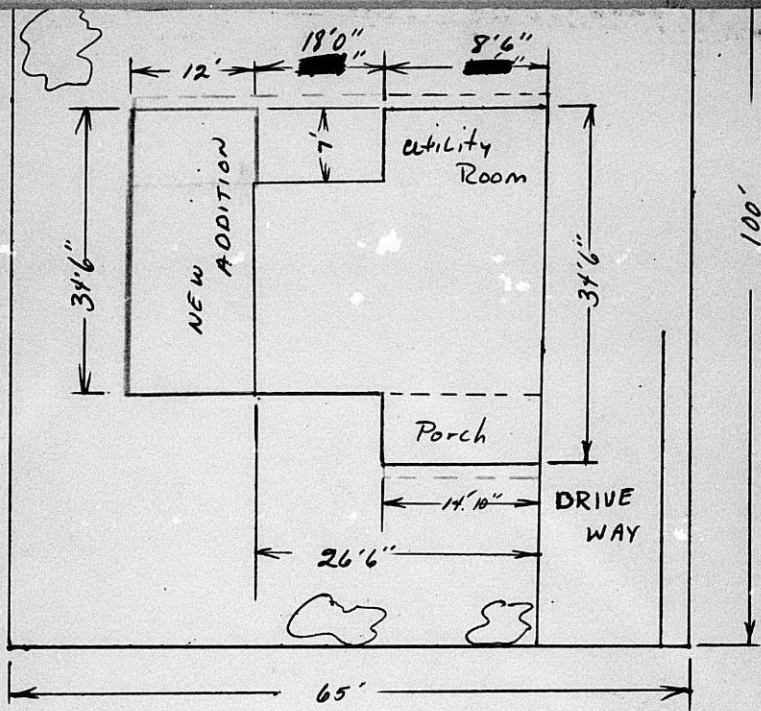 12'
18'0"
8'6"
7'
utility
Room
NEW
ADDITION
34'6"
34'6"
100'
Porch
14'10"
DRIVE
WAY
26'6"
65'